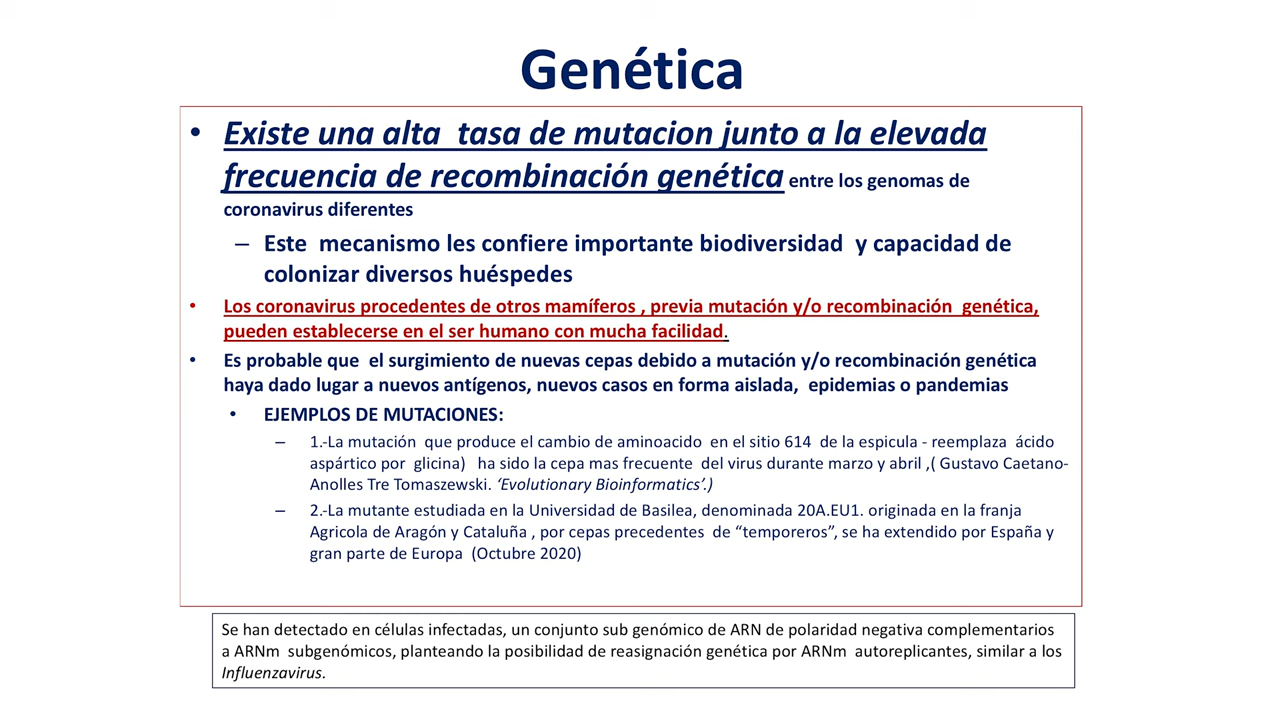 Genética
• Existe una alta tasa de mutacion junto a la elevada
frecuencia de recombinación genética entre los genomas de
coronavirus diferentes
– Este mecanismo les confiere importante biodiversidad y capacidad de
colonizar diversos huéspedes
• Los coronavirus procedentes de otros mamíferos , previa mutación y/o recombinación genética,
pueden establecerse en el ser humano con mucha facilidad.
• Es probable que el surgimiento de nuevas cepas debido a mutación y/o recombinación genética
haya dado lugar a nuevos antígenos, nuevos casos en forma aislada, epidemias o pandemias
• EJEMPLOS DE MUTACIONES:
– 1.-La mutación que produce el cambio de aminoacido en el sitio 614 de la espicula - reemplaza ácido
aspártico por glicina) ha sido la cepa mas frecuente del virus durante marzo y abril ,( Gustavo Caetano-
Anolles Tre Tomaszewski. ‘Evolutionary Bioinformatics’.)
– 2.-La mutante estudiada en la Universidad de Basilea, denominada 20A.EU1. originada en la franja
Agricola de Aragón y Cataluña , por cepas precedentes de “temporeros”, se ha extendido por España y
gran parte de Europa (Octubre 2020)
Se han detectado en células infectadas, un conjunto sub genómico de ARN de polaridad negativa complementarios
a ARNm subgenómicos, planteando la posibilidad de reasignación genética por ARNm autoreplicantes, similar a los
Influenzavirus.